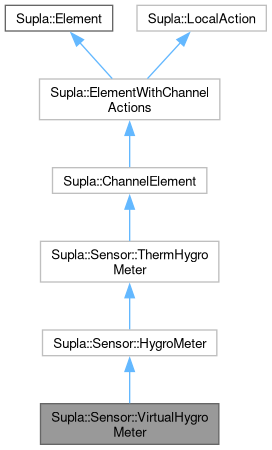 Supla::Element
Supla::LocalAction
Supla::ElementWithChannel
Actions
Supla::ChannelElement
Supla::Sensor::ThermHygro
Meter
Supla::Sensor::HygroMeter
Supla::Sensor::VirtualHygro
Meter